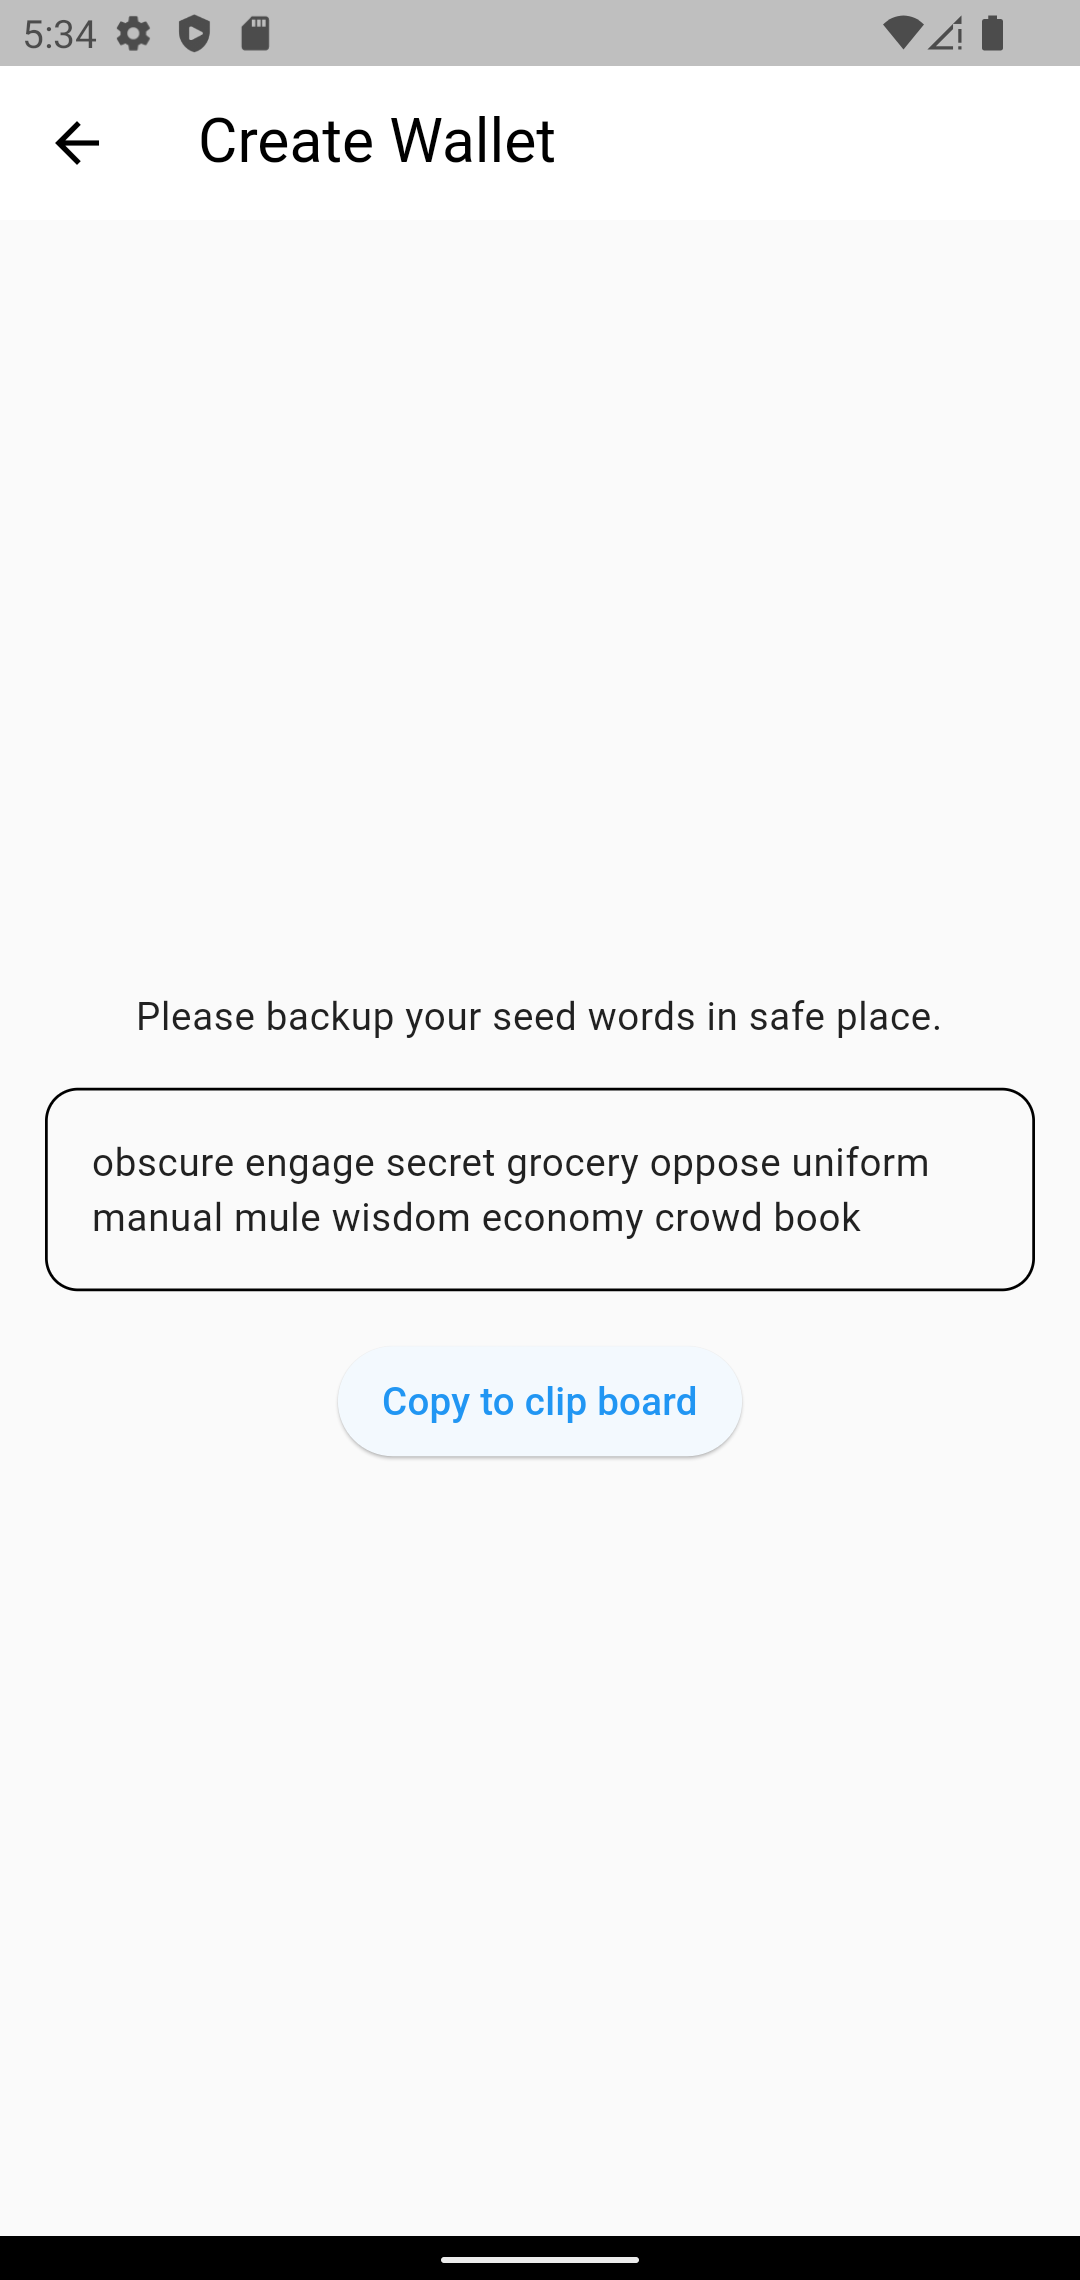 5:34
Create Wallet
Please backup your seed words in safe place.
obscure engage secret grocery oppose uniform
manual mule wisdom economy crowd book
Copy to clip board